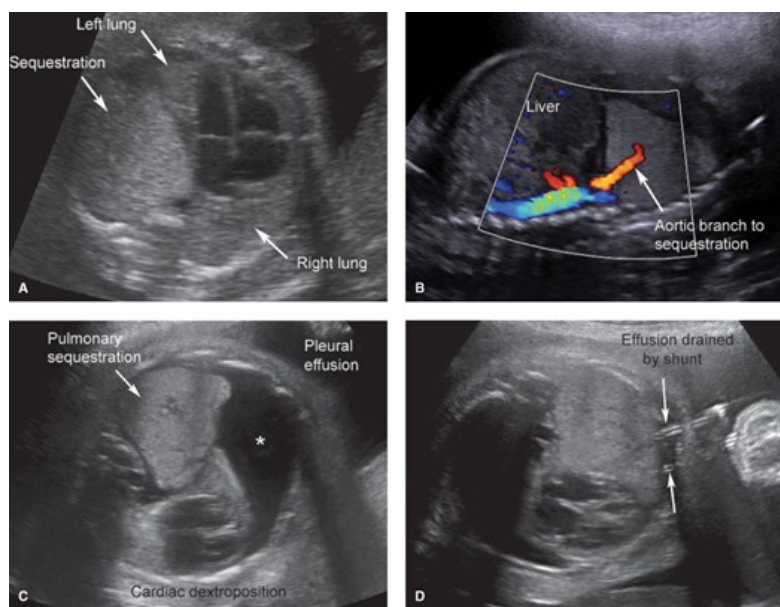 Left lung
Sequestration
Right lung
A
Liver
Aortic branch to
sequestration
B
Pulmonary
sequestration
Pleural
effusion
*
Cardiac dextroposition
C
Effusion drained
by shunt
D